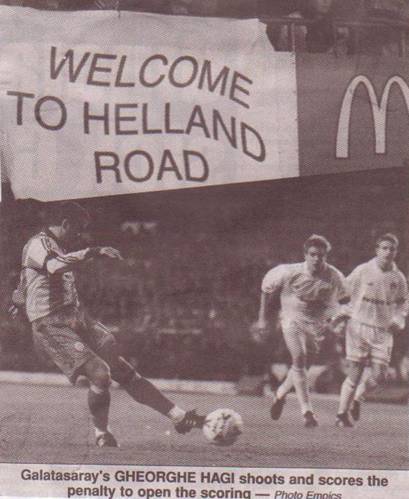 WELCOME
TO HELLAND
ROAD
Galatasaray's GHEORGHE HAGI shoots and scores the
penalty to open the scoring — Photo Empics